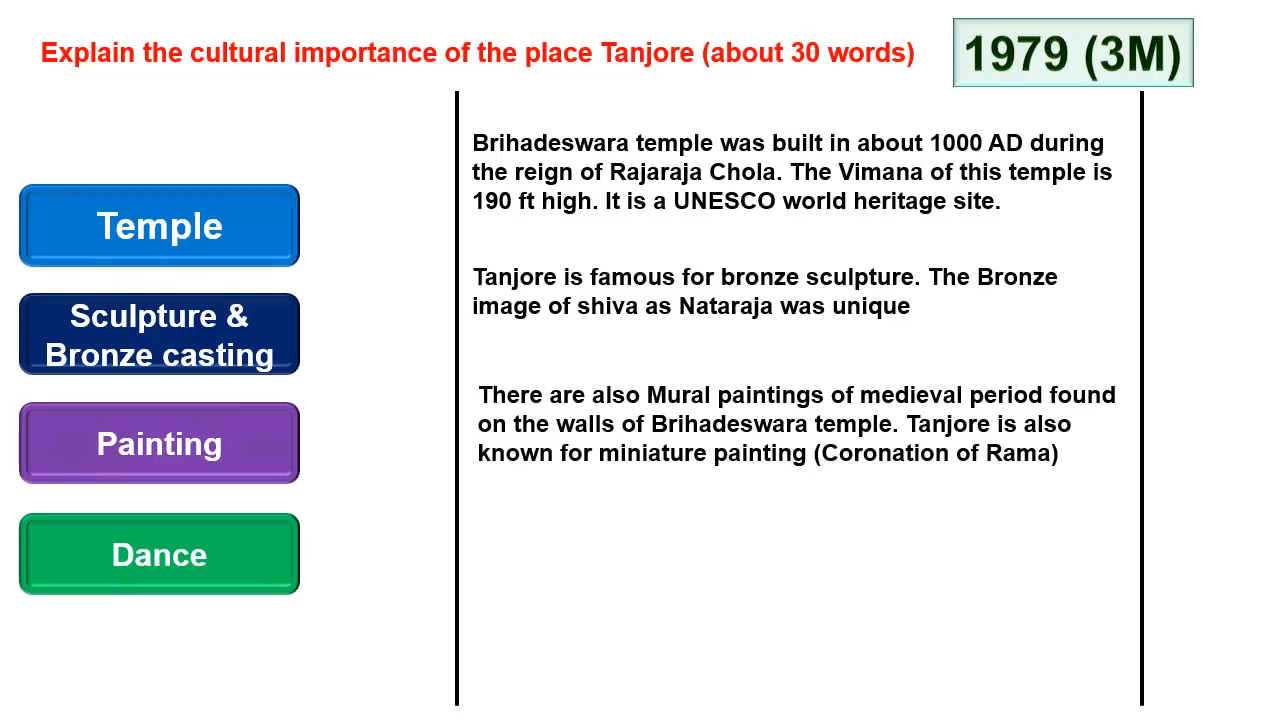 Explain the cultural importance of the place Tanjore (about 30 words)
1979 (3M)
Temple
Brihadeswara temple was built in about 1000 AD during
the reign of Rajaraja Chola. The Vimana of this temple is
190 ft high. It is a UNESCO world heritage site.
Sculpture &
Bronze casting
Tanjore is famous for bronze sculpture. The Bronze
image of shiva as Nataraja was unique
Painting
There are also Mural paintings of medieval period found
on the walls of Brihadeswara temple. Tanjore is also
known for miniature painting (Coronation of Rama)
Dance